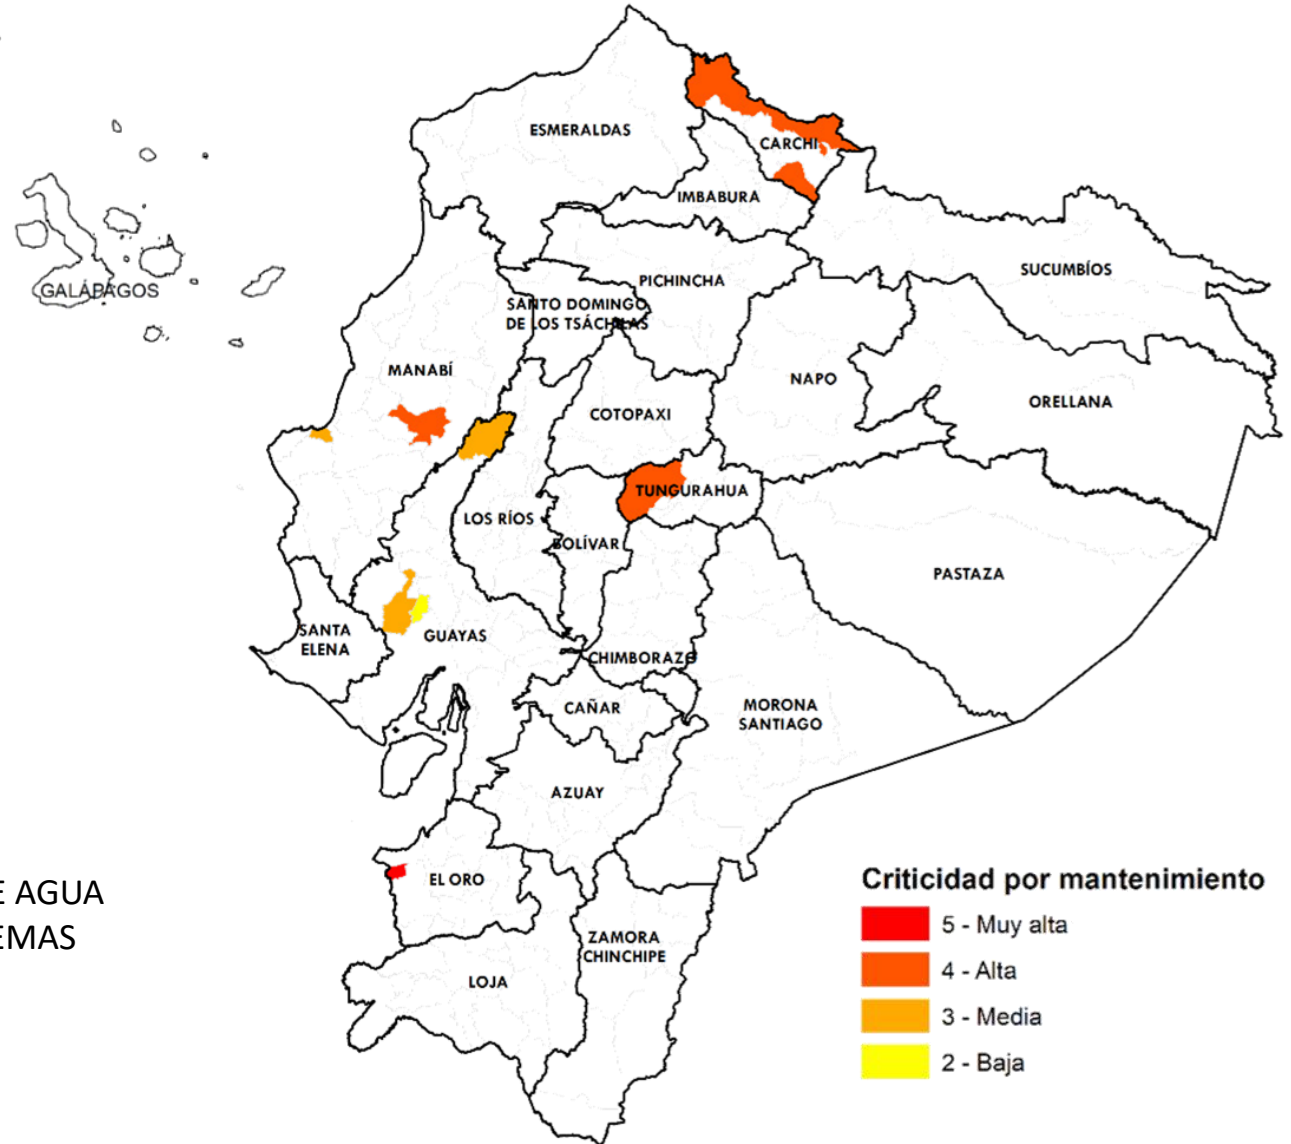 ESMERALDAS
CARCHI
IMBABURA
GALÁPAGOS
PICHINCHA
SUCUMBÍOS
SANTO DOMINGO
DE LOS TSÁCHILAS
MANABÍ
NAPO
COTOPAXI
ORELLANA
TUNGURAHUA
LOS RÍOS
BOLÍVAR
PASTAZA
SANTA
ELENA
GUAYAS
CHIMBORAZO
CAÑAR
MORONA
SANTIAGO
AZUAY
EL ORO
E AGUA
EMAS
ZAMORA
CHINCHIPE
LOJA
Criticidad por mantenimiento
5 - Muy alta
4 - Alta
3 - Media
2 - Baja